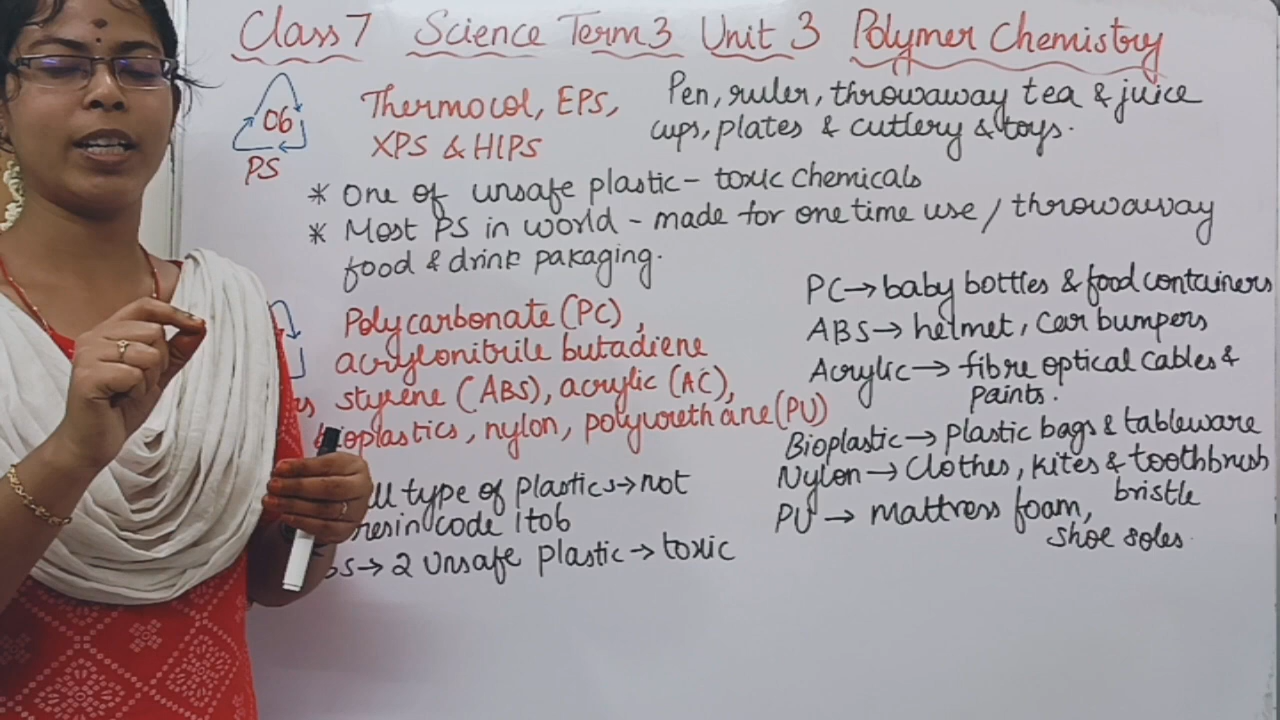 Class 7 Science Term 3 Unit 3 Polymer Chemistry
06
PS
Thermocol, EPS,
XPS & HIPS
Pen, ruler, throwaway tea & juice
cups, plates & cutlery & toys.
* One of unsafe plastic - toxic chemicals
* Most PS in world - made for one time use / throwaway
food & drink pakaging.
Polycarbonate (PC),
acrylonitrile butadiene
styrene (ABS), acrylic (AC),
bioplastics, nylon, polyurethane (PU)
type of plastics → not
resin code 1 to 6
→ 2 unsafe plastic → toxic
PC → baby bottles & food containers
ABS → helmet, car bumpers
Acrylic → fibre optical cables &
paints.
Bioplastic → plastic bags & tableware
Nylon → clothes, kites & toothbrush
bristle
PU → mattress foam,
shoe soles.